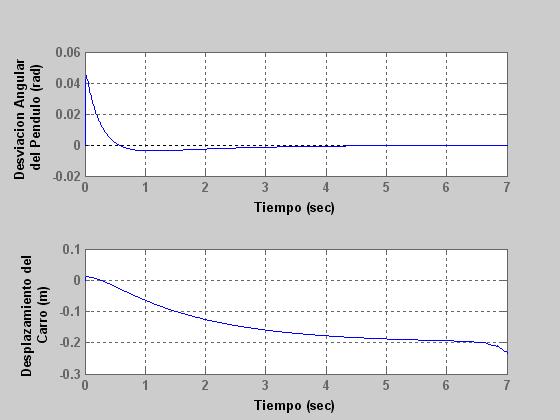 0.06
0.04
0.02
0
-0.02
Desviacion Angular
del Pendulo (rad)
0 1 2 3 4 5 6 7
Tiempo (sec)
0.1
0
-0.1
-0.2
-0.3
Desplazamiento del
Carro (m)
0 1 2 3 4 5 6 7
Tiempo (sec)